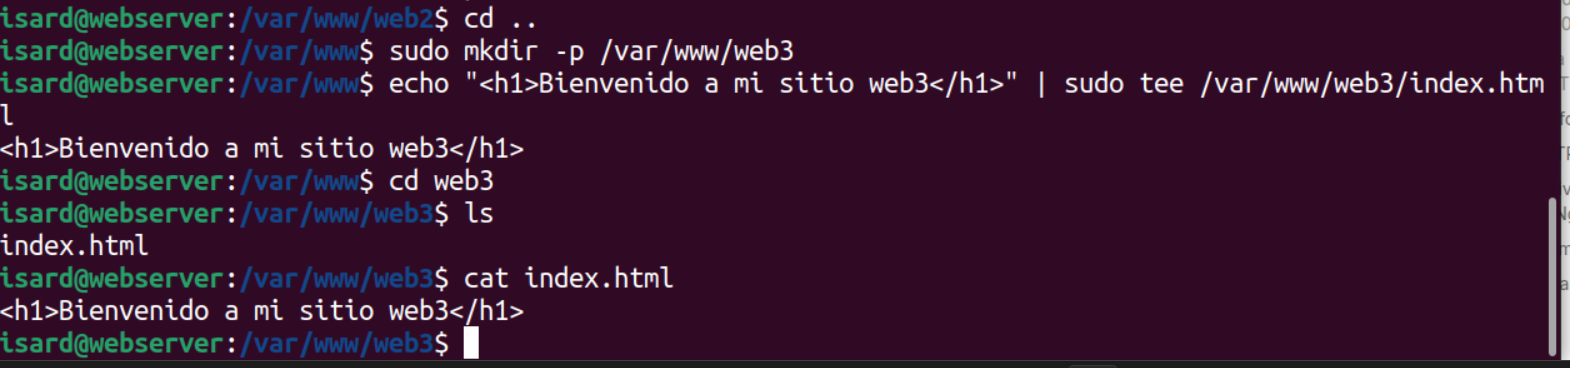 isard@webserver:/var/www/web2$ cd ..
isard@webserver:/var/www$ sudo mkdir -p /var/www/web3
isard@webserver:/var/www$ echo "<h1>Bienvenido a mi sitio web3</h1>" | sudo tee /var/www/web3/index.htm
l
<h1>Bienvenido a mi sitio web3</h1>
isard@webserver:/var/www$ cd web3
isard@webserver:/var/www/web3$ ls
index.html
isard@webserver:/var/www/web3$ cat index.html
<h1>Bienvenido a mi sitio web3</h1>
isard@webserver:/var/www/web3$